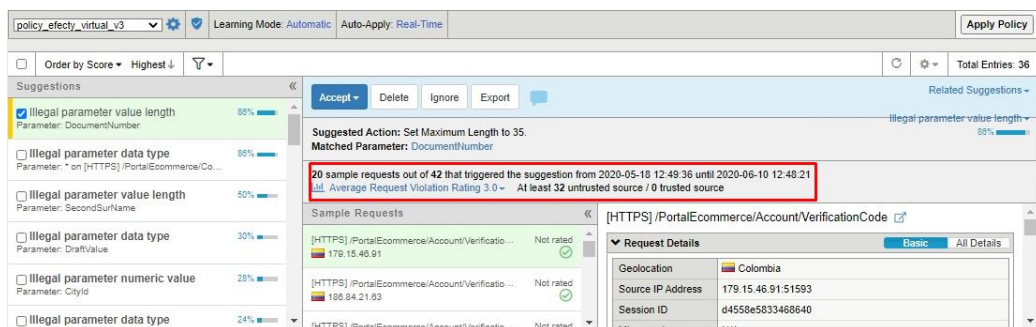 policy_efecty_virtual_v3
Learning Mode: Automatic
Auto-Apply: Real-Time
Apply Policy
Order by Score
Highest ↓
Total Entries: 36
Suggestions
Illegal parameter value length
86%
Parameter: DocumentNumber
Illegal parameter data type
86%
Parameter: * on [HTTPS] /PortalEcommerce/Co...
Illegal parameter value length
50%
Parameter: SecondSurName
Illegal parameter data type
30%
Parameter: DraftValue
Illegal parameter numeric value
28%
Parameter: CityId
Illegal parameter data type
24%
Accept
Delete
Ignore
Export
Related Suggestions
Illegal parameter value length
86%
Suggested Action: Set Maximum Length to 35.
Matched Parameter: DocumentNumber
20 sample requests out of 42 that triggered the suggestion from 2020-05-18 12:49:36 until 2020-06-10 12:48:21
Average Request Violation Rating 3.0
At least 32 untrusted source / 0 trusted source
Sample Requests
[HTTPS] /PortalEcommerce/Account/Verificatio...
Not rated
179.15.46.91
[HTTPS] /PortalEcommerce/Account/Verificatio...
Not rated
186.84.21.63
[HTTPS] /PortalEcommerce/Account/Verificatio...
Not rated
[HTTPS] /PortalEcommerce/Account/VerificationCode
Request Details
Basic
All Details
Geolocation
Colombia
Source IP Address
179.15.46.91:51593
Session ID
d4558e5833468640